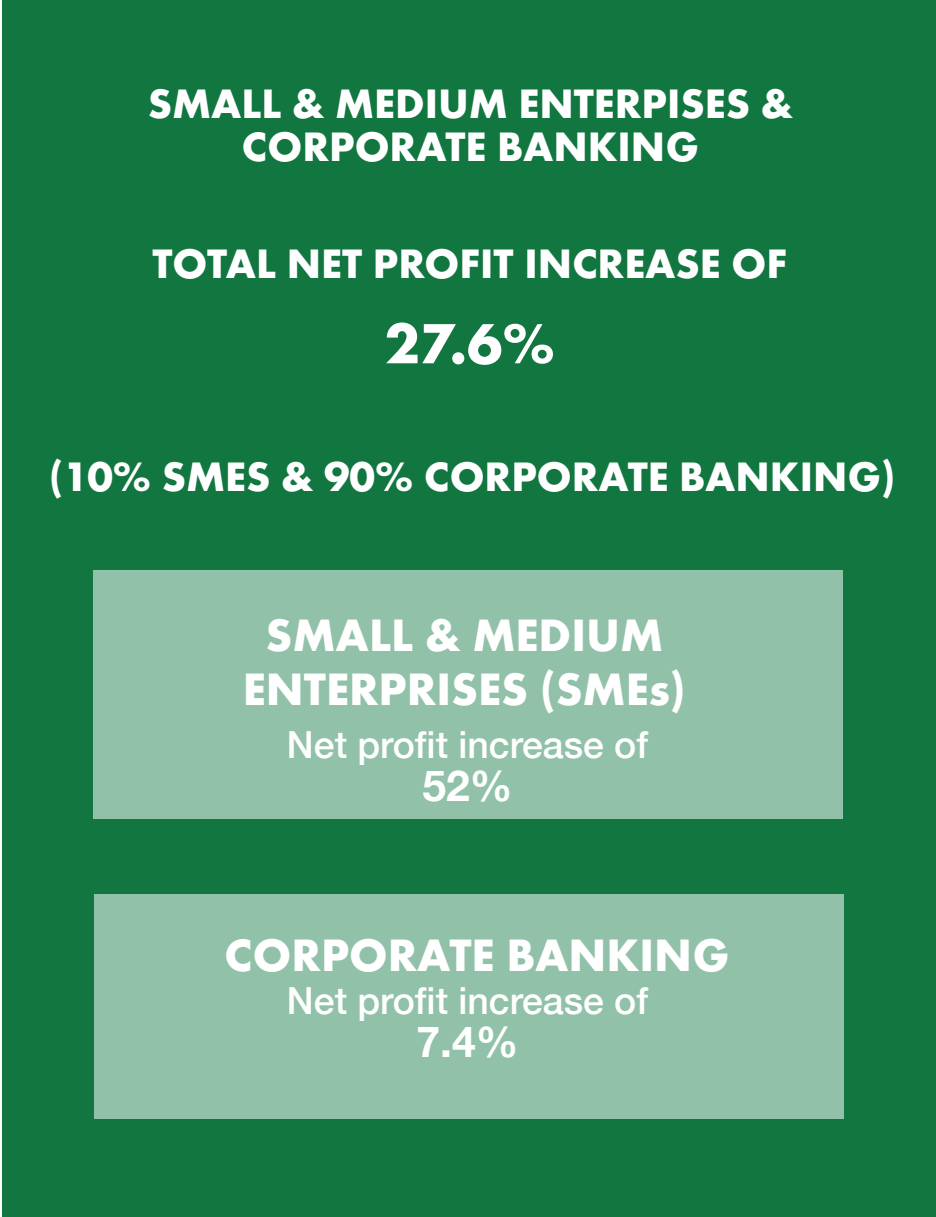 SMALL & MEDIUM ENTERPISES &
CORPORATE BANKING
TOTAL NET PROFIT INCREASE OF
27.6%
(10% SMES & 90% CORPORATE BANKING)
SMALL & MEDIUM
ENTERPRISES (SMEs)
Net profit increase of
52%
CORPORATE BANKING
Net profit increase of
7.4%